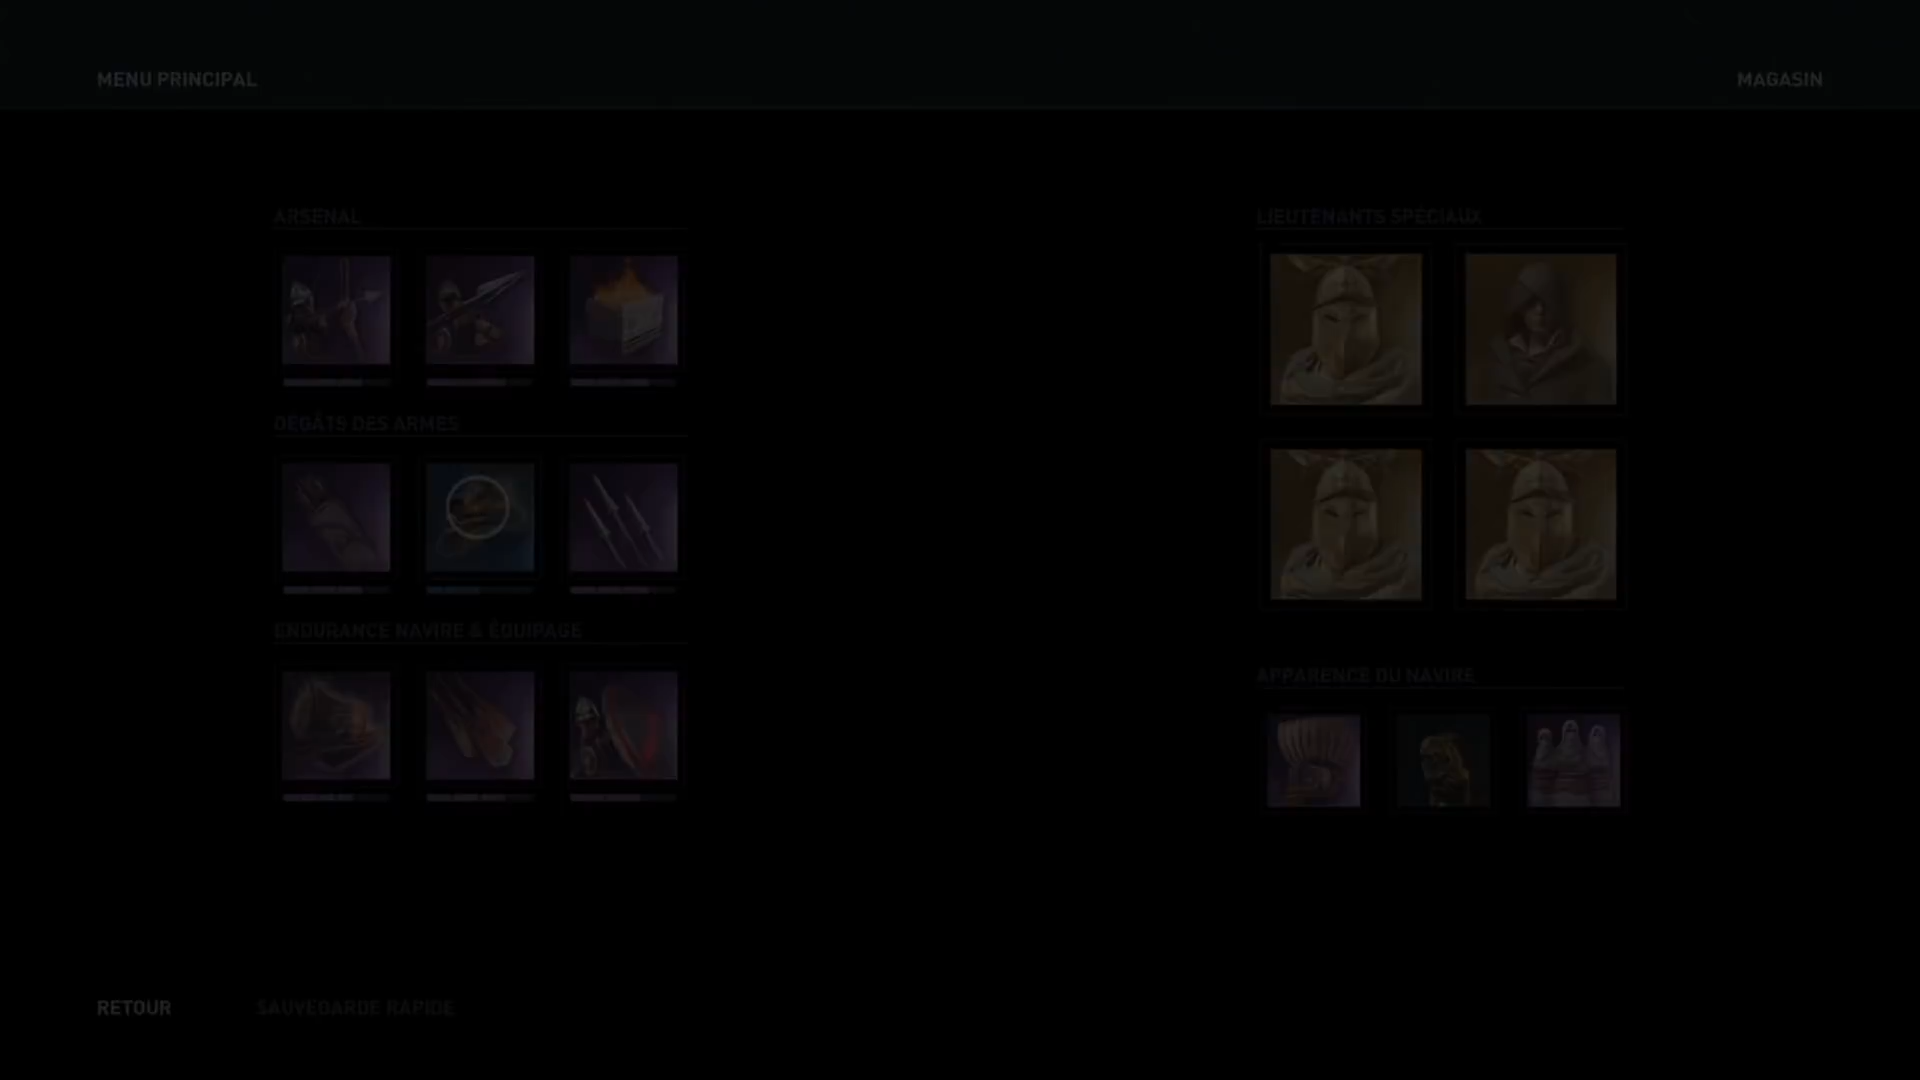 MENU PRINCIPAL
MAGASIN
ARSENAL
LIEUTENANTS SPÉCIAUX
DÉGÂTS DES ARMES
ENDURANCE NAVIRE & ÉQUIPAGE
APPARENCE DU NAVIRE
RETOUR
SAUVEGARDE RAPIDE